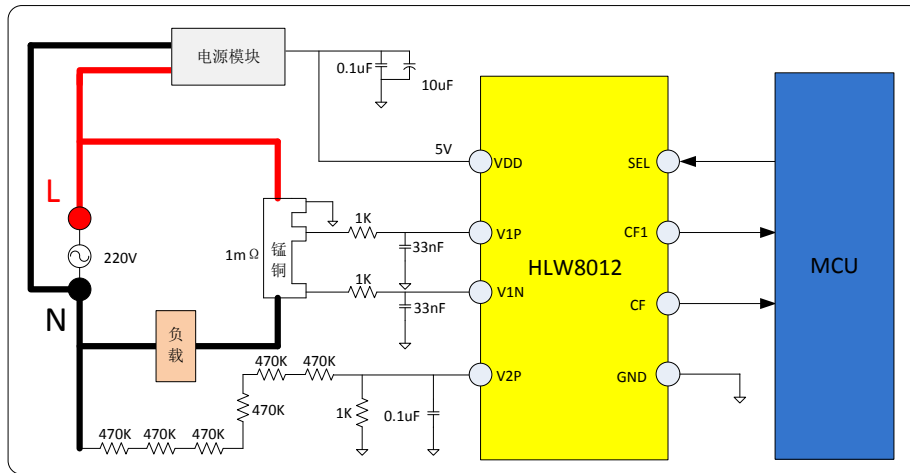 电源模块
0.1uF
10uF
5V
VDD
SEL
L
1K
V1P
33nF
CF1
220V
1mΩ
锰
铜
HLW8012
MCU
1K
V1N
33nF
CF
N
负
载
470K
470K
V2P
GND
470K
1K
0.1uF
470K
470K
470K